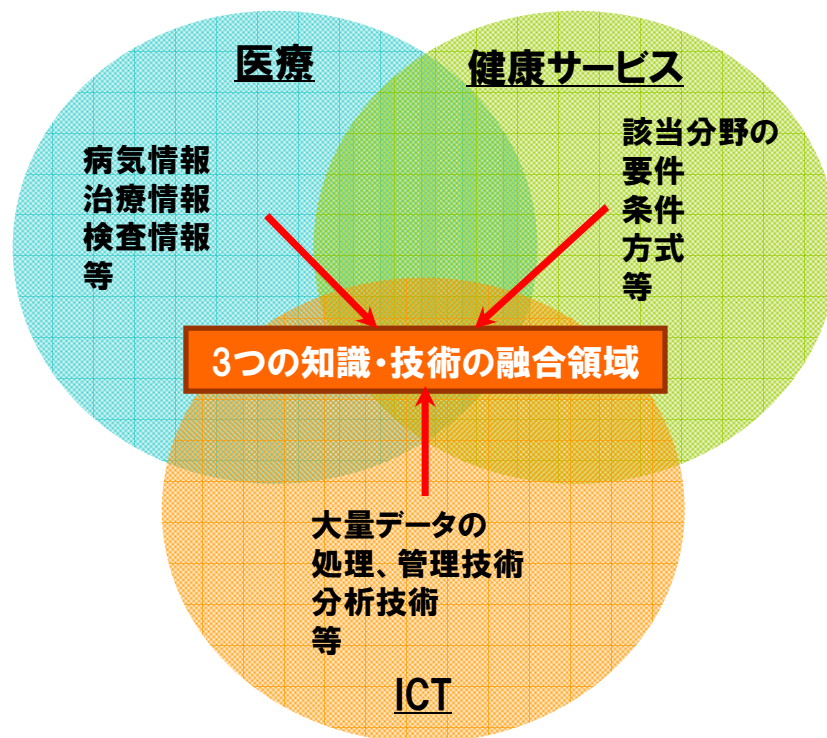 医療
健康サービス
病気情報
治療情報
検査情報
等
該当分野の
要件
条件
方式
等
3つの知識・技術の融合領域
大量データの
処理、管理技術
分析技術
等
ICT